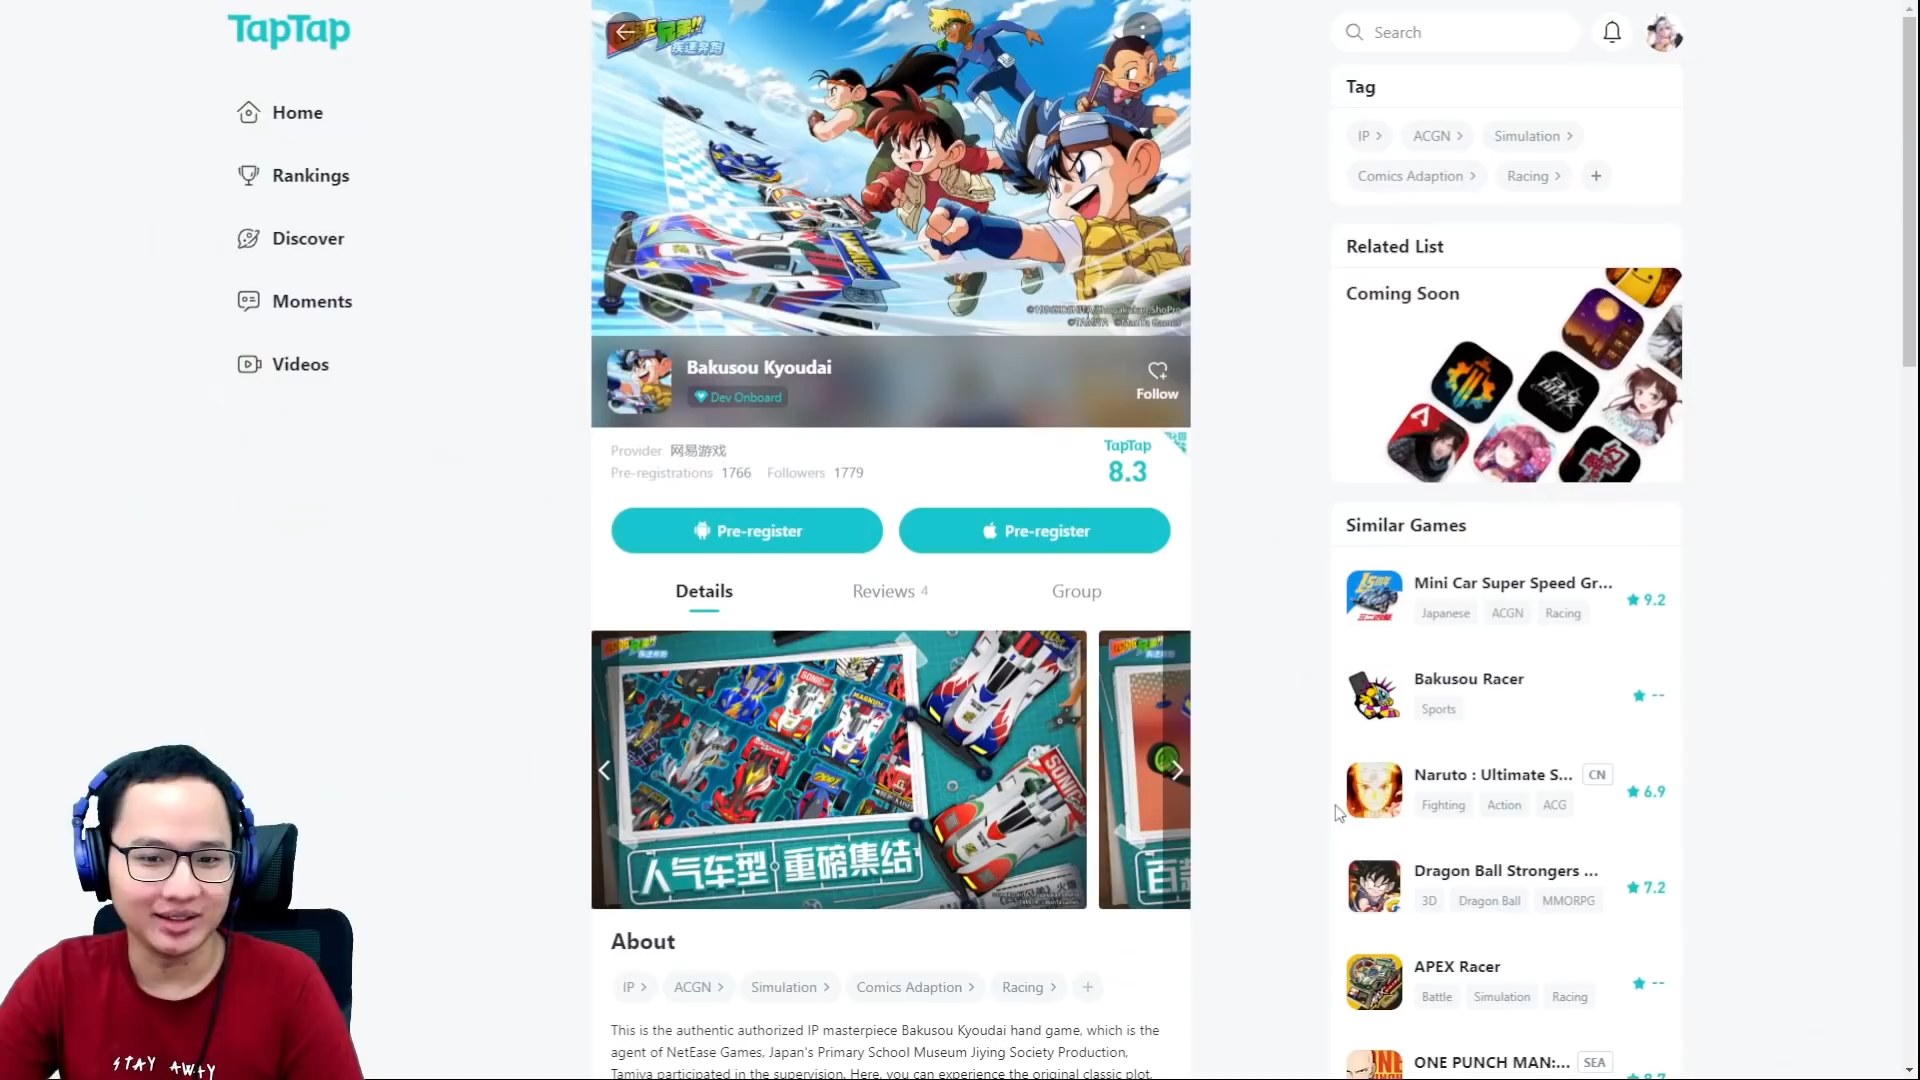 TapTap
Home
Rankings
Discover
Moments
Videos
疾速奔跑
Bakusou Kyoudai
Dev Onboard
Follow
Provider 网易游戏
Pre-registrations 1766 Followers 1779
TapTap
8.3
Pre-register
Pre-register
Details
Reviews 4
Group
SONIC
MAGNUM
人气车型 重磅集结
About
IP >
ACGN >
Simulation >
Comics Adaption >
Racing >
+
This is the authentic authorized IP masterpiece Bakusou Kyoudai hand game, which is the
agent of NetEase Games, Japan's Primary School Museum Jiying Society Production,
Tamiya participated in the supervision. Here, you can experience the original classic plot,
Search
Tag
IP >
ACGN >
Simulation >
Comics Adaption >
Racing >
+
Related List
Coming Soon
Similar Games
Mini Car Super Speed Gr...
Japanese
ACGN
Racing
9.2
Bakusou Racer
Sports
--
Naruto : Ultimate S...
CN
Fighting
Action
ACG
6.9
Dragon Ball Strongers ...
3D
Dragon Ball
MMORPG
7.2
APEX Racer
Battle
Simulation
Racing
--
ONE PUNCH MAN:...
SEA
STAY AWAY